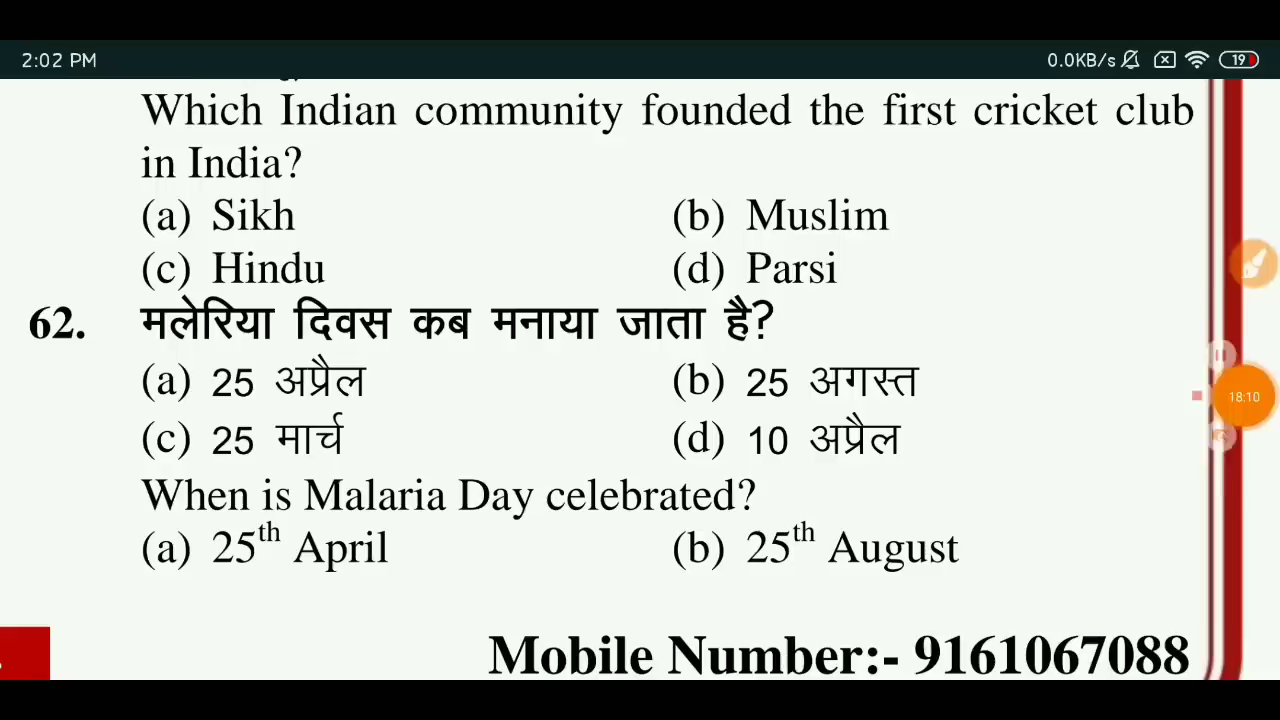 2:02 PM 0.0KB/s 19
Which Indian community founded the first cricket club
in India?
(a) Sikh (b) Muslim
(c) Hindu (d) Parsi
62. मलेरिया दिवस कब मनाया जाता है?
(a) 25 अप्रैल (b) 25 अगस्त
(c) 25 मार्च (d) 10 अप्रैल
18:10
When is Malaria Day celebrated?
(a) 25th April (b) 25th August
Mobile Number:- 9161067088